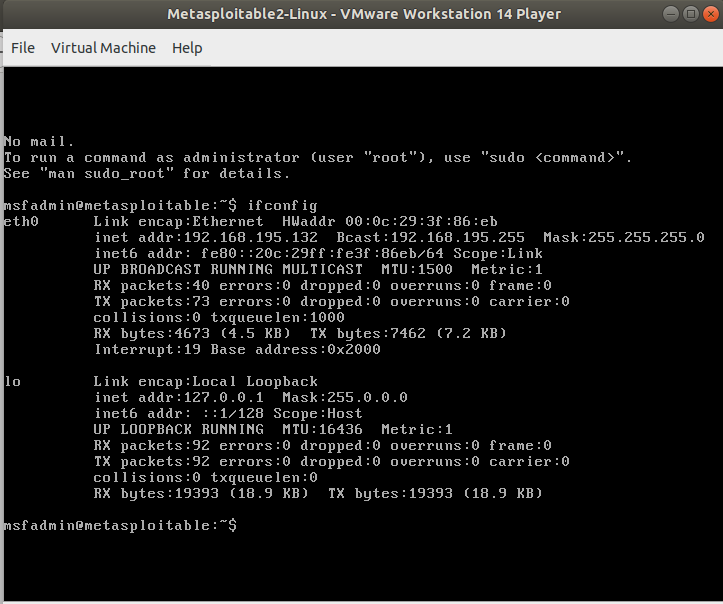 Metasploitable2-Linux - VMware Workstation 14 Player
File Virtual Machine Help
No mail.
To run a command as administrator (user "root"), use "sudo <command>".
See "man sudo_root" for details.
msfadmin@metasploitable:~$ ifconfig
eth0 Link encap:Ethernet HWaddr 00:0c:29:3f:86:eb
inet addr:192.168.195.132 Bcast:192.168.195.255 Mask:255.255.255.0
inet6 addr: fe80::20c:29ff:fe3f:86eb/64 Scope:Link
UP BROADCAST RUNNING MULTICAST MTU:1500 Metric:1
RX packets:40 errors:0 dropped:0 overruns:0 frame:0
TX packets:73 errors:0 dropped:0 overruns:0 carrier:0
collisions:0 txqueuelen:1000
RX bytes:4673 (4.5 KB) TX bytes:7462 (7.2 KB)
Interrupt:19 Base address:0x2000
lo Link encap:Local Loopback
inet addr:127.0.0.1 Mask:255.0.0.0
inet6 addr: ::1/128 Scope:Host
UP LOOPBACK RUNNING MTU:16436 Metric:1
RX packets:92 errors:0 dropped:0 overruns:0 frame:0
TX packets:92 errors:0 dropped:0 overruns:0 carrier:0
collisions:0 txqueuelen:0
RX bytes:19393 (18.9 KB) TX bytes:19393 (18.9 KB)
msfadmin@metasploitable:~$